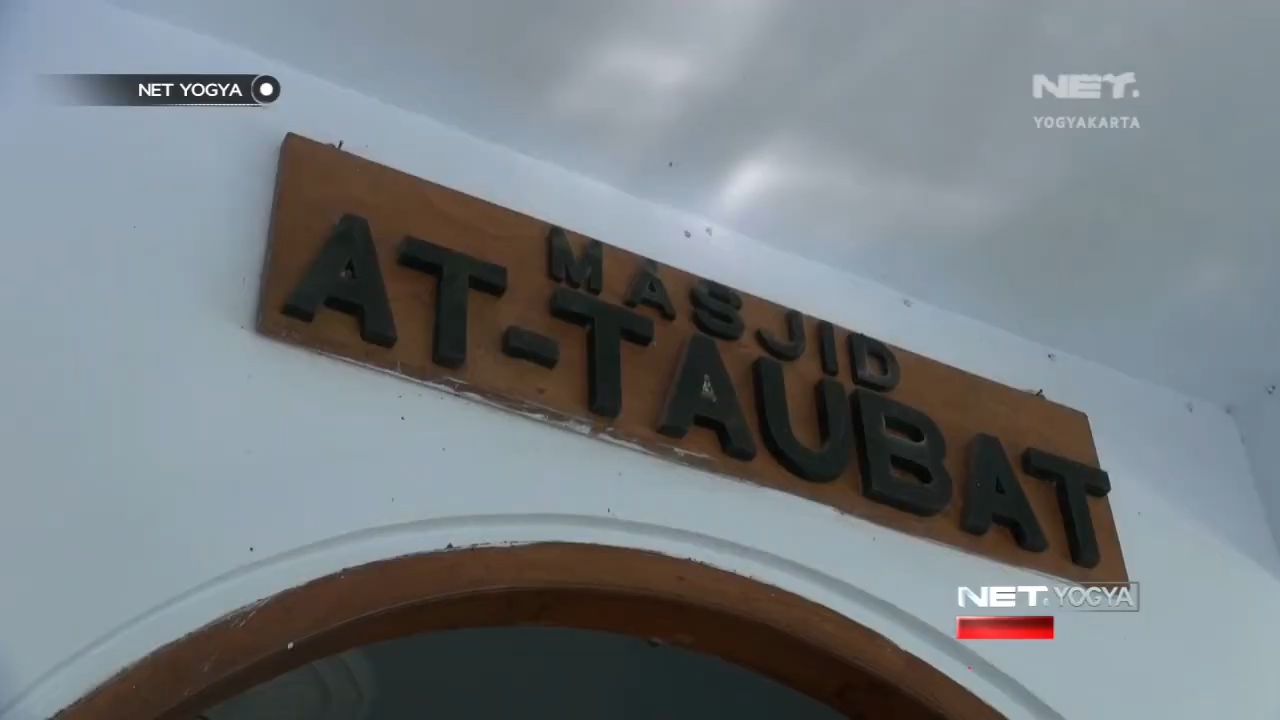 NET YOGYA
NET.
YOGYAKARTA
MASJID
AT-TAUBAT
NET. YOGYA